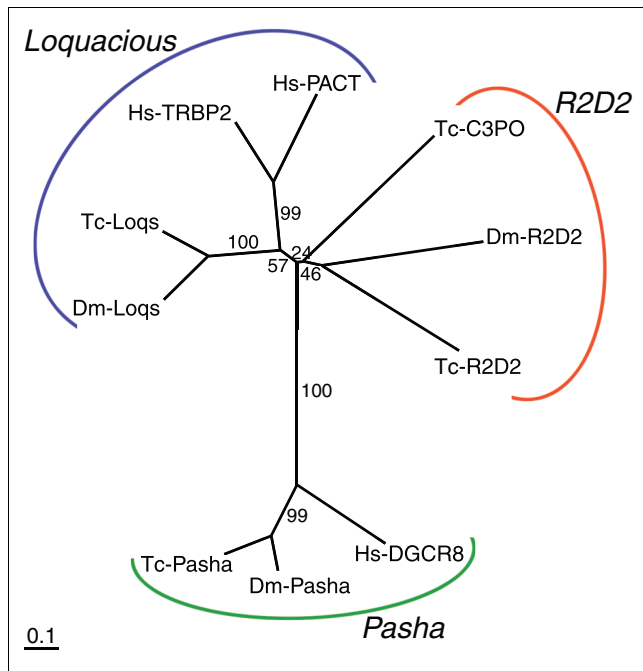 Loquacious
Hs-PACT
R2D2
Hs-TRBP2
Tc-C3PO
99
Tc-Loqs
100
24
Dm-R2D2
57
46
Dm-Loqs
Tc-R2D2
100
99
Tc-Pasha
Hs-DGCR8
Dm-Pasha
Pasha
0.1